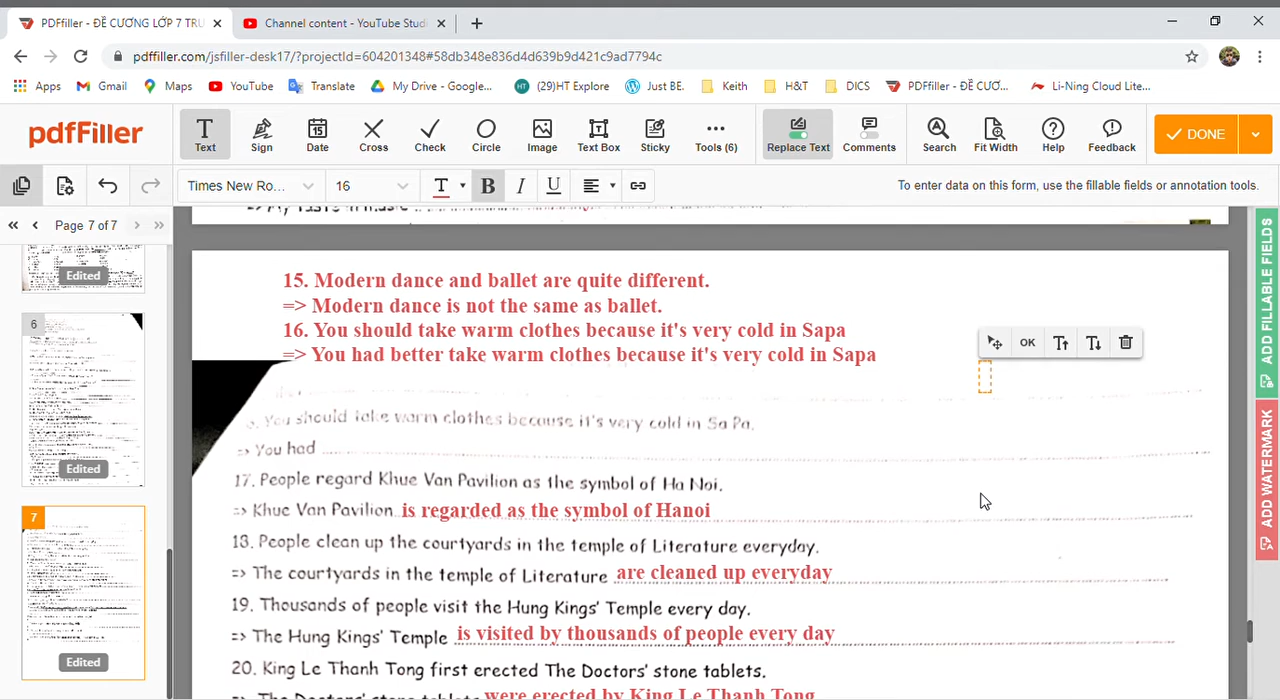 PDFfiller - ĐỀ CƯƠNG LỚP 7 TRƯ
Channel content - YouTube Studi
pdffiller.com/jsfiller-desk17/?projectId=604201348#58db348e836d4d639b9d421c9ad7794c
Apps Gmail Maps YouTube Translate My Drive - Google... HT (29)HT Explore Just BE. Keith H&T DICS PDFfiller - ĐỀ CƯƠ... Li-Ning Cloud Lite...
pdfFiller
Text Sign Date Cross Check Circle Image Text Box Sticky Tools (6) Replace Text Comments Search Fit Width Help Feedback DONE
Times New Ro... 16 T B I U To enter data on this form, use the fillable fields or annotation tools.
Page 7 of 7
Edited
6
Edited
7
Edited
=> My taste in music
15. Modern dance and ballet are quite different.
=> Modern dance is not the same as ballet.
16. You should take warm clothes because it's very cold in Sapa
=> You had better take warm clothes because it's very cold in Sapa
OK
You should take warm clothes because it's very cold in Sa Pa.
=> You had
17. People regard Khue Van Pavilion as the symbol of Ha Noi.
=> Khue Van Pavilion is regarded as the symbol of Hanoi
18. People clean up the courtyards in the temple of Literature everyday.
=> The courtyards in the temple of Literature are cleaned up everyday
19. Thousands of people visit the Hung Kings' Temple every day.
=> The Hung Kings' Temple is visited by thousands of people every day
20. King Le Thanh Tong first erected The Doctors' stone tablets.
=> The Doctors' stone tablets were erected by King Le Thanh Tong
ADD FILLABLE FIELDS
ADD WATERMARK